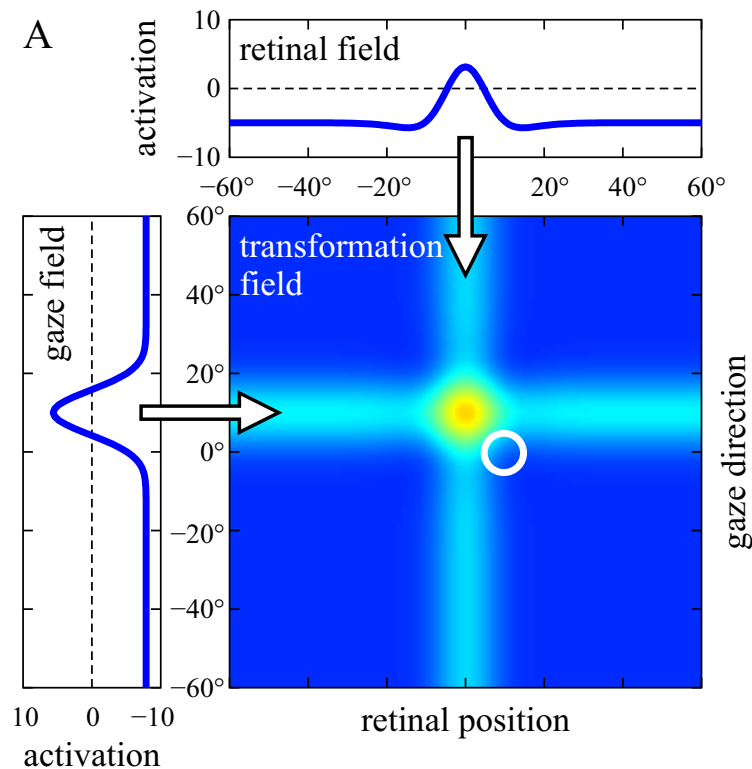 A
10
0
−10
activation
retinal field
−60°
−40°
−20°
20°
40°
60°
gaze field
60°
40°
20°
0°
−20°
−40°
−60°
transformation
field
gaze direction
10
0
−10
activation
retinal position